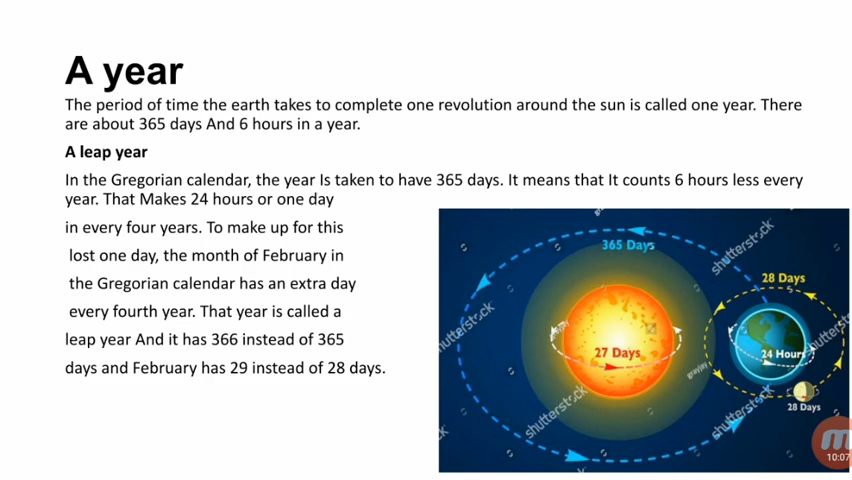 A year
The period of time the earth takes to complete one revolution around the sun is called one year. There
are about 365 days And 6 hours in a year.
A leap year
In the Gregorian calendar, the year Is taken to have 365 days. It means that It counts 6 hours less every
year. That Makes 24 hours or one day
in every four years. To make up for this
lost one day, the month of February in
the Gregorian calendar has an extra day
every fourth year. That year is called a
leap year And it has 366 instead of 365
days and February has 29 instead of 28 days.
365 Days
28 Days
27 Days
24 Hours
28 Days
shutterstock
shutterstock
shutterstock
shutterstock
10:07